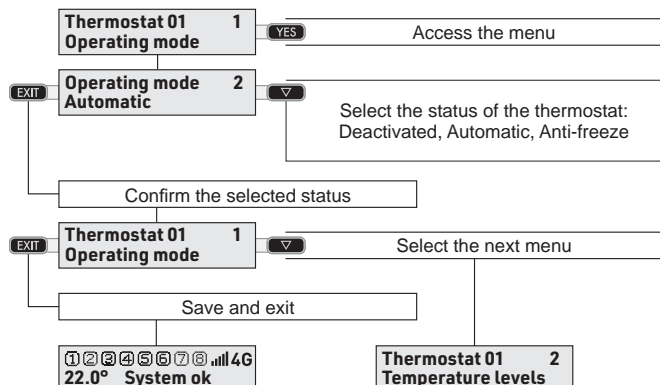 Thermostat 01 1
Operating mode
YES
Access the menu
Operating mode 2
Automatic
EXIT
▽
Select the status of the thermostat:
Deactivated, Automatic, Anti-freeze
Confirm the selected status
Thermostat 01 1
Operating mode
EXIT
▽
Select the next menu
Save and exit
①②③④⑤⑥⑦⑧ 4G
22.0° System ok
Thermostat 01 2
Temperature levels